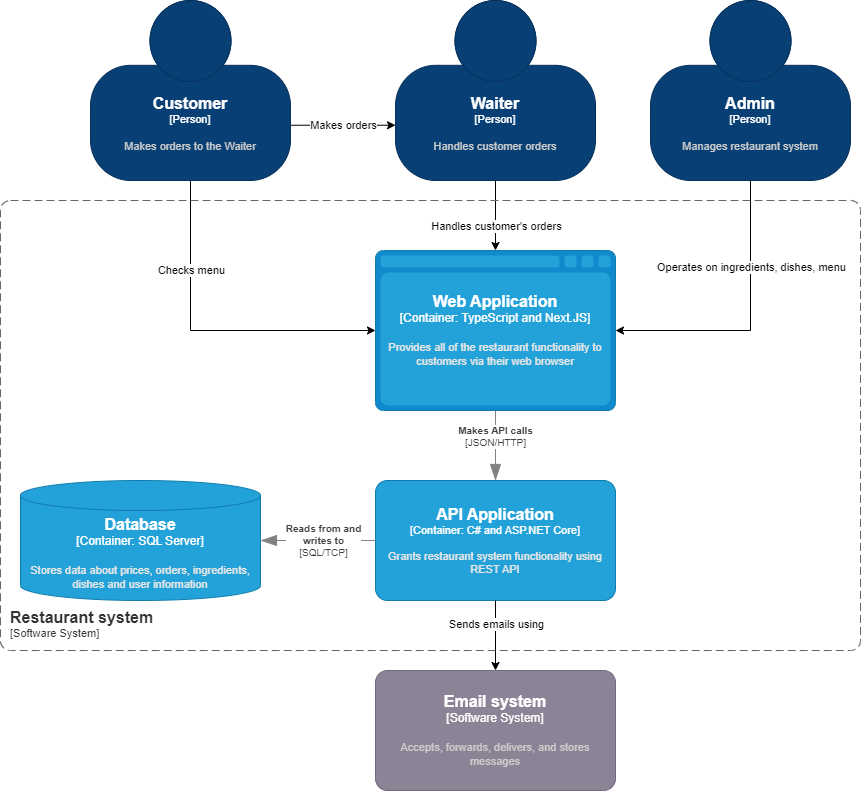 Customer
[Person]
Makes orders to the Waiter
Makes orders
Waiter
[Person]
Handles customer orders
Admin
[Person]
Manages restaurant system
Checks menu
Handles customer's orders
Operates on ingredients, dishes, menu
Web Application
[Container: TypeScript and Next.JS]
Provides all of the restaurant functionality to
customers via their web browser
Makes API calls
[JSON/HTTP]
Database
[Container: SQL Server]
Stores data about prices, orders, ingredients,
dishes and user information
Reads from and
writes to
[SQL/TCP]
API Application
[Container: C# and ASP.NET Core]
Grants restaurant system functionality using
REST API
Restaurant system
[Software System]
Sends emails using
Email system
[Software System]
Accepts, forwards, delivers, and stores
messages